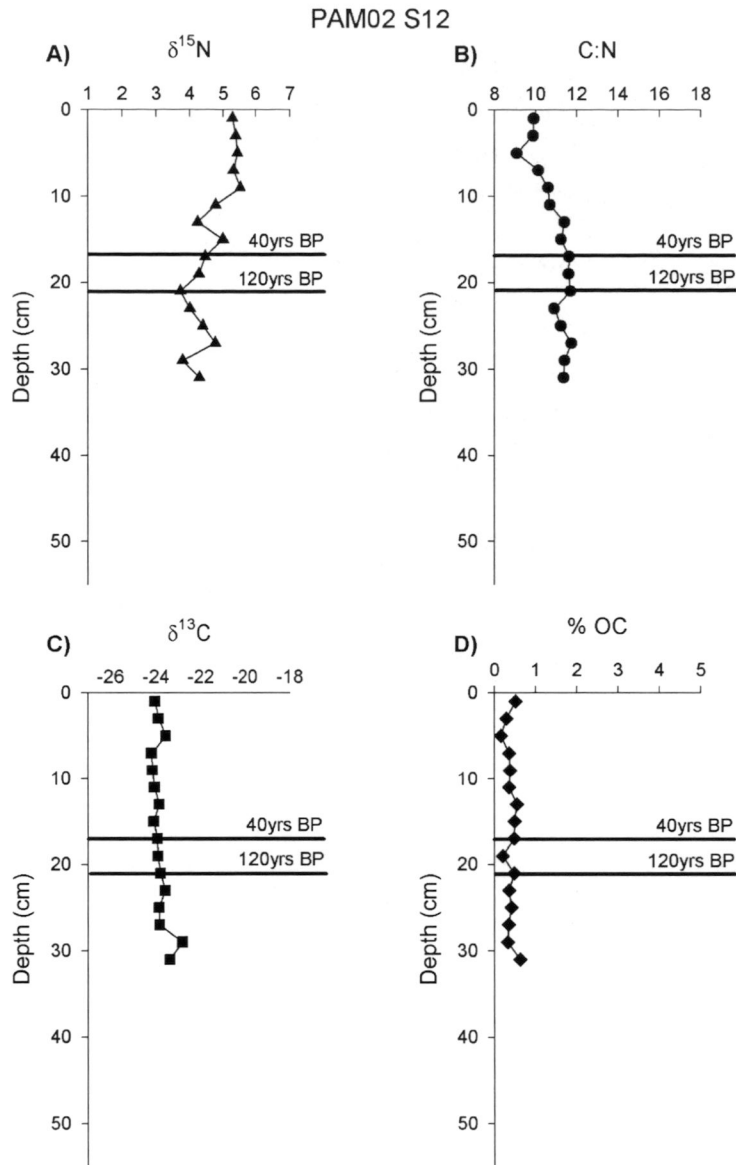 PAM02 S12
A) δ15N
1 2 3 4 5 6 7
0
10
40yrs BP
20
120yrs BP
30
40
50
Depth (cm)
B) C:N
8 10 12 14 16 18
0
10
40yrs BP
20
120yrs BP
30
40
50
Depth (cm)
C) δ13C
-26 -24 -22 -20 -18
0
10
40yrs BP
20
120yrs BP
30
40
50
Depth (cm)
D) % OC
0 1 2 3 4 5
0
10
40yrs BP
20
120yrs BP
30
40
50
Depth (cm)